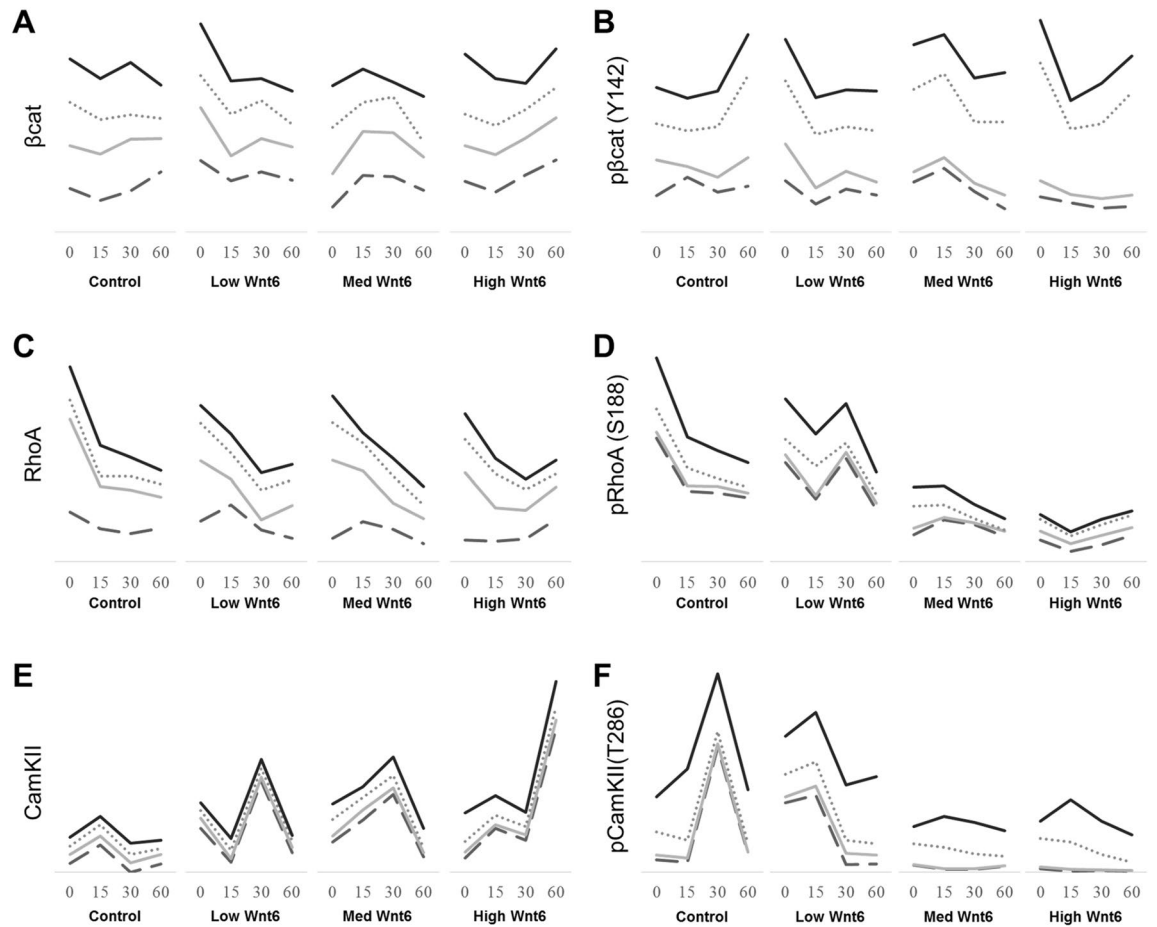 A
B
βcat
pβcat (Y142)
0 15 30 60 0 15 30 60 0 15 30 60 0 15 30 60
Control Low Wnt6 Med Wnt6 High Wnt6
0 15 30 60 0 15 30 60 0 15 30 60 0 15 30 60
Control Low Wnt6 Med Wnt6 High Wnt6
C
D
RhoA
pRhoA (S188)
0 15 30 60 0 15 30 60 0 15 30 60 0 15 30 60
Control Low Wnt6 Med Wnt6 High Wnt6
0 15 30 60 0 15 30 60 0 15 30 60 0 15 30 60
Control Low Wnt6 Med Wnt6 High Wnt6
E
F
CamKII
pCamKII(T286)
0 15 30 60 0 15 30 60 0 15 30 60 0 15 30 60
Control Low Wnt6 Med Wnt6 High Wnt6
0 15 30 60 0 15 30 60 0 15 30 60 0 15 30 60
Control Low Wnt6 Med Wnt6 High Wnt6